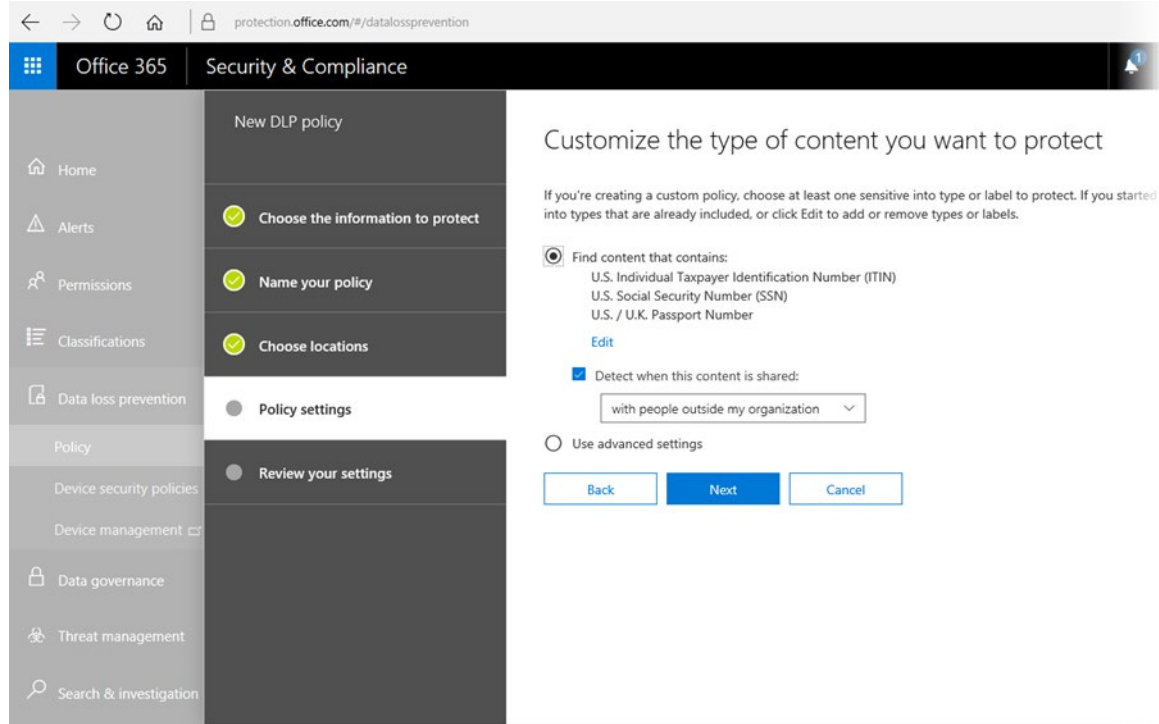 protection.office.com/#/datalossprevention
Office 365
Security & Compliance
1
Home
Alerts
Permissions
Classifications
Data loss prevention
Policy
Device security policies
Device management
Data governance
Threat management
Search & investigation
New DLP policy
Choose the information to protect
Name your policy
Choose locations
Policy settings
Review your settings
Customize the type of content you want to protect
If you're creating a custom policy, choose at least one sensitive into type or label to protect. If you started
into types that are already included, or click Edit to add or remove types or labels.
Find content that contains:
U.S. Individual Taxpayer Identification Number (ITIN)
U.S. Social Security Number (SSN)
U.S. / U.K. Passport Number
Edit
Detect when this content is shared:
with people outside my organization
Use advanced settings
Back
Next
Cancel